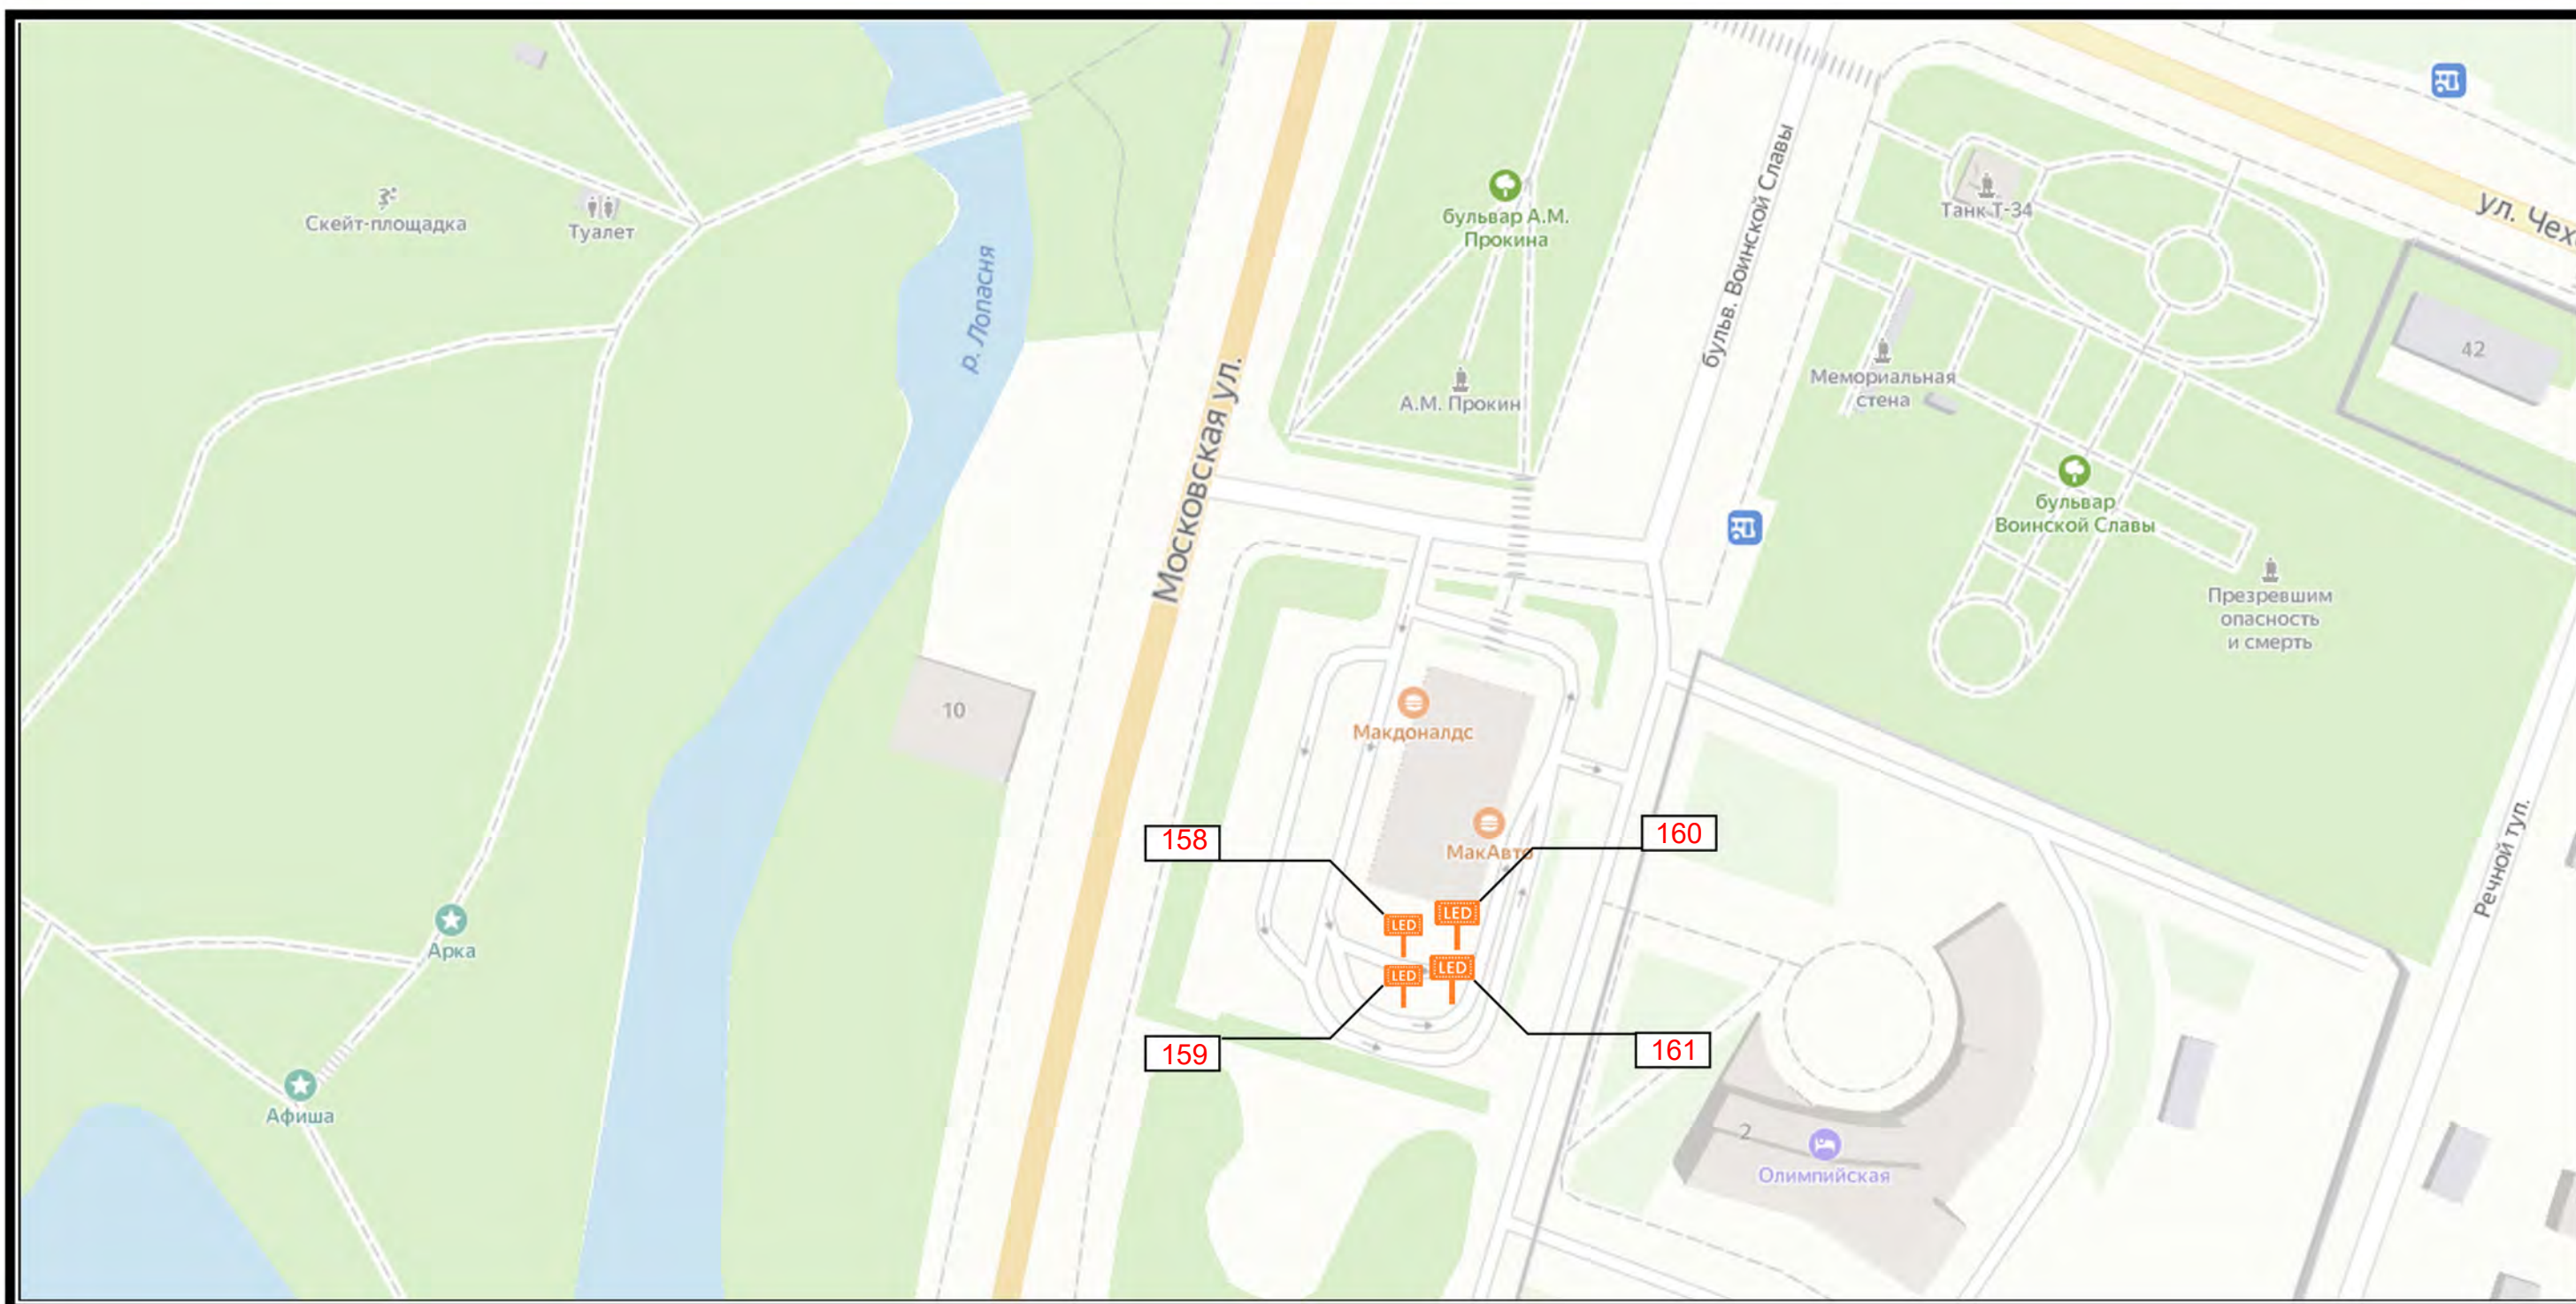 Скейт-площадка
Туалет
р. Лопасня
Московская ул.
бульвар А.М.
Прокина
А.М. Прокин
бульв. Воинской Славы
Танк Т-34
ул. Чех
42
Мемориальная
стена
бульвар
Воинской Славы
Презревшим
опасность
и смерть
10
Макдоналдс
МакАвто
158
160
LED
LED
LED
LED
159
161
Речной туп.
Арка
Афиша
2
Олимпийская